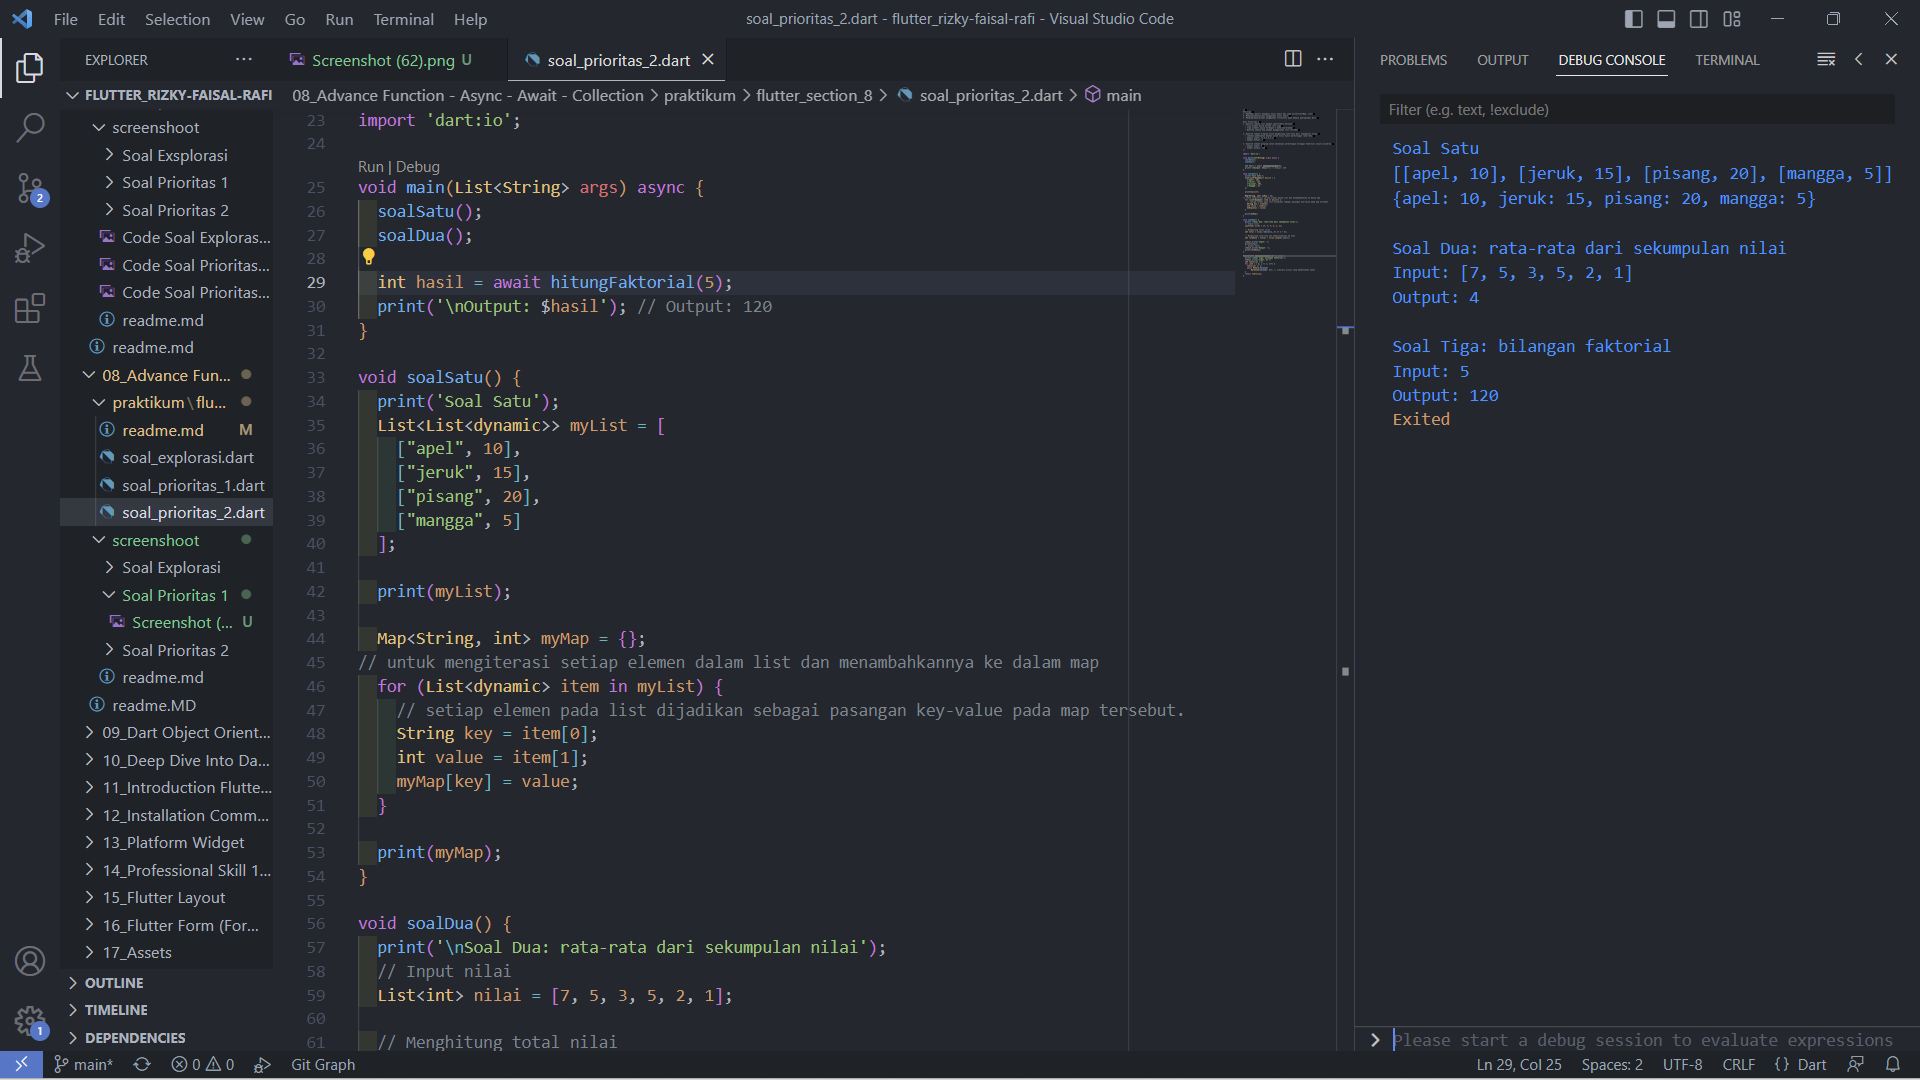 File Edit Selection View Go Run Terminal Help
soal_prioritas_2.dart - flutter_rizky-faisal-rafi - Visual Studio Code
EXPLORER
FLUTTER_RIZKY-FAISAL-RAFI
screenshoot
Soal Exsplorasi
Soal Prioritas 1
Soal Prioritas 2
Code Soal Exploras...
Code Soal Prioritas...
Code Soal Prioritas...
readme.md
readme.md
08_Advance Fun...
praktikum\flu...
readme.md M
soal_explorasi.dart
soal_prioritas_1.dart
soal_prioritas_2.dart
screenshoot
Soal Explorasi
Soal Prioritas 1
Screenshot (... U
Soal Prioritas 2
readme.md
readme.MD
09_Dart Object Orient...
10_Deep Dive Into Da...
11_Introduction Flutte...
12_Installation Comm...
13_Platform Widget
14_Professional Skill 1...
15_Flutter Layout
16_Flutter Form (For...
17_Assets
OUTLINE
TIMELINE
DEPENDENCIES
2
1
Screenshot (62).png U
soal_prioritas_2.dart
08_Advance Function - Async - Await - Collection > praktikum > flutter_section_8 > soal_prioritas_2.dart > main
23 import 'dart:io';
24
Run | Debug
25 void main(List<String> args) async {
26 soalSatu();
27 soalDua();
28
29 int hasil = await hitungFaktorial(5);
30 print('\nOutput: $hasil'); // Output: 120
31 }
32
33 void soalSatu() {
34 print('Soal Satu');
35 List<List<dynamic>> myList = [
36 ["apel", 10],
37 ["jeruk", 15],
38 ["pisang", 20],
39 ["mangga", 5]
40 ];
41
42 print(myList);
43
44 Map<String, int> myMap = {};
45 // untuk mengiterasi setiap elemen dalam list dan menambahkannya ke dalam map
46 for (List<dynamic> item in myList) {
47 // setiap elemen pada list dijadikan sebagai pasangan key-value pada map tersebut.
48 String key = item[0];
49 int value = item[1];
50 myMap[key] = value;
51 }
52
53 print(myMap);
54 }
55
56 void soalDua() {
57 print('\nSoal Dua: rata-rata dari sekumpulan nilai');
58 // Input nilai
59 List<int> nilai = [7, 5, 3, 5, 2, 1];
60
61 // Menghitung total nilai
PROBLEMS OUTPUT DEBUG CONSOLE TERMINAL
Filter (e.g. text, !exclude)
Soal Satu
[[apel, 10], [jeruk, 15], [pisang, 20], [mangga, 5]]
{apel: 10, jeruk: 15, pisang: 20, mangga: 5}
Soal Dua: rata-rata dari sekumpulan nilai
Input: [7, 5, 3, 5, 2, 1]
Output: 4
Soal Tiga: bilangan faktorial
Input: 5
Output: 120
Exited
Please start a debug session to evaluate expressions
main* 0 0 Git Graph
Ln 29, Col 25 Spaces: 2 UTF-8 CRLF {} Dart